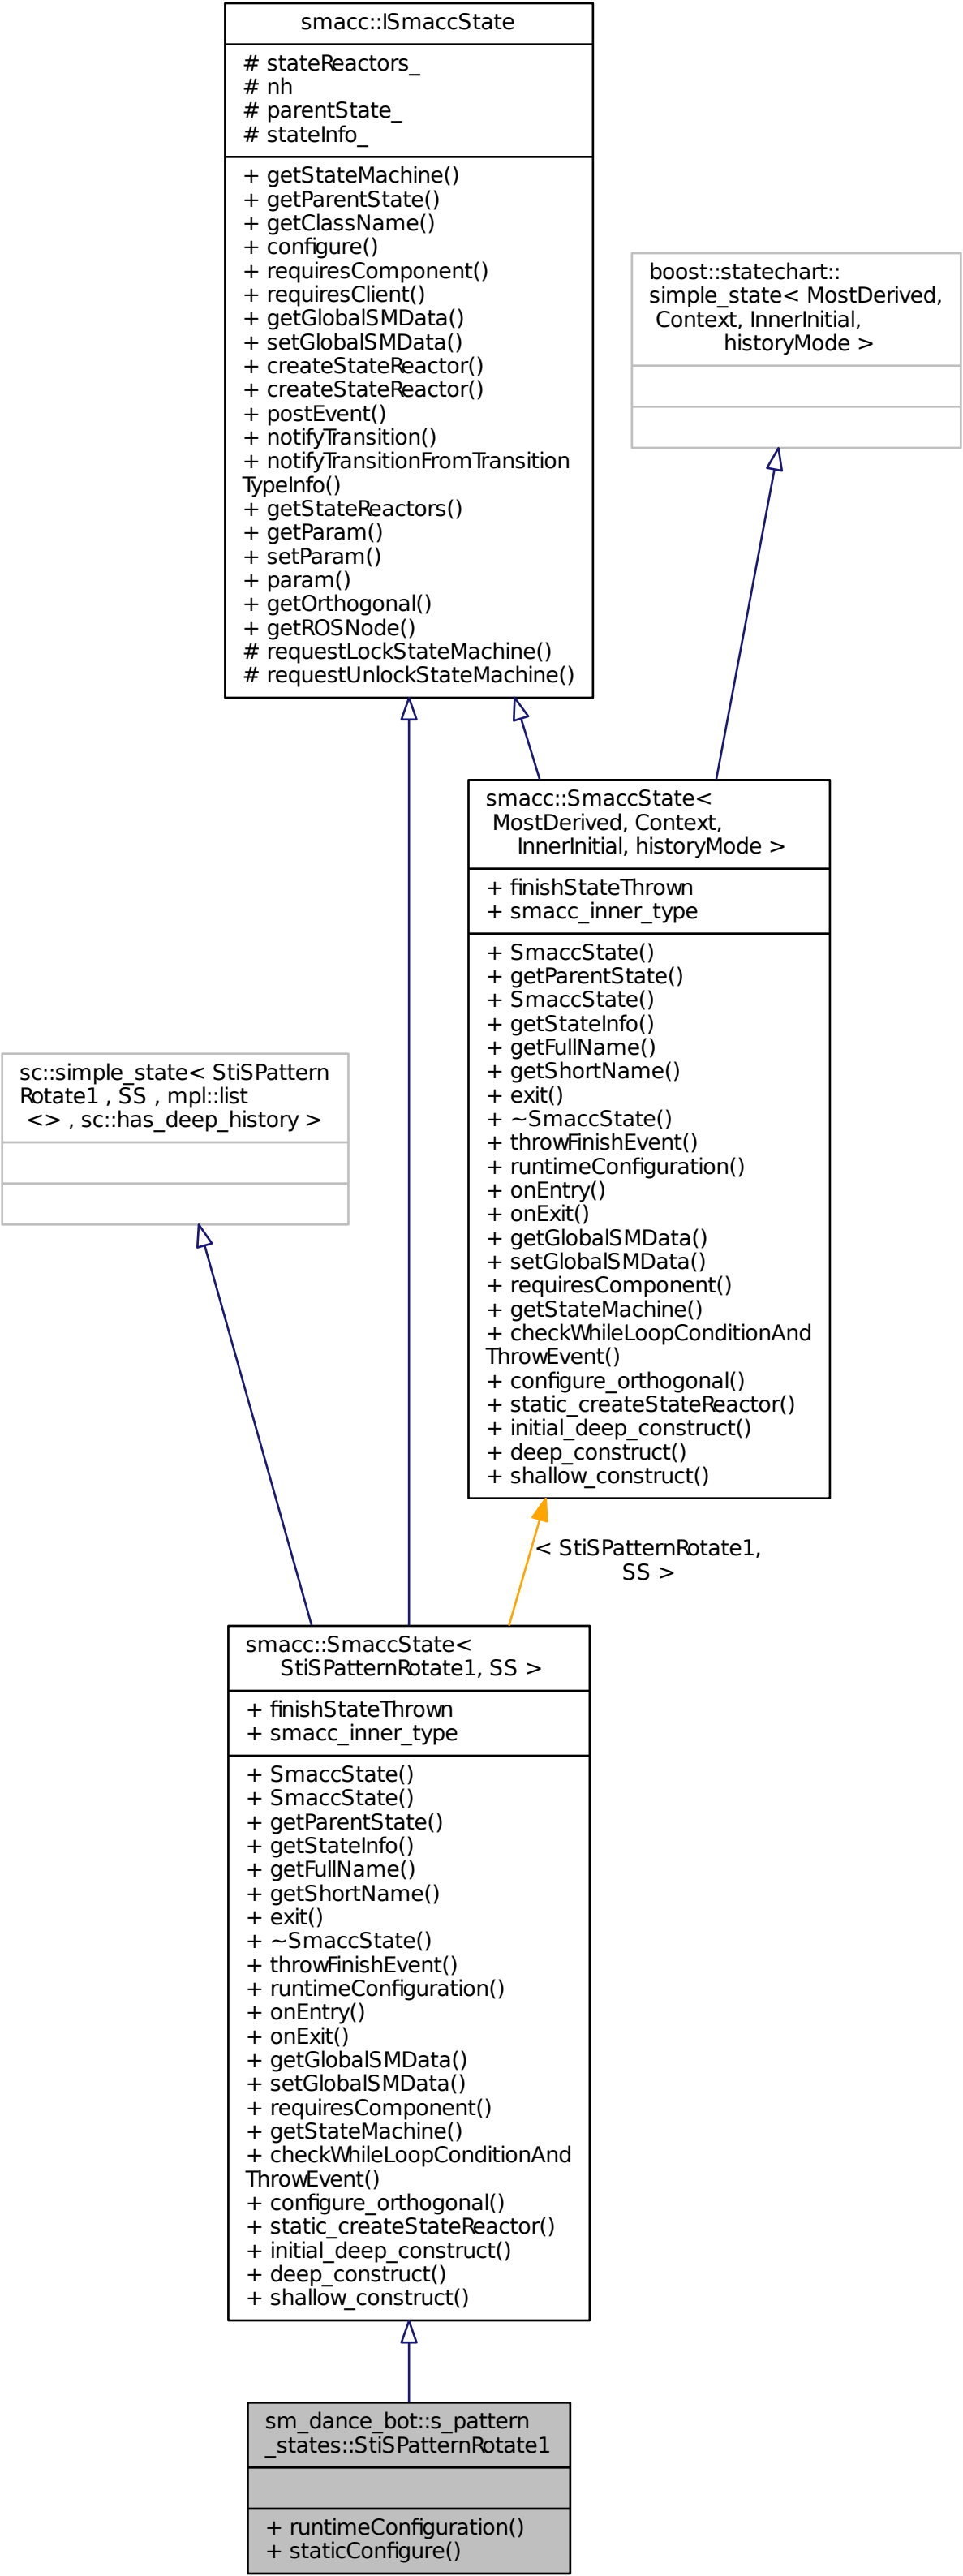 smacc::ISmaccState
# stateReactors_
# nh
# parentState_
# stateInfo_
+ getStateMachine()
+ getParentState()
+ getClassName()
+ configure()
+ requiresComponent()
+ requiresClient()
+ getGlobalSMData()
+ setGlobalSMData()
+ createStateReactor()
+ createStateReactor()
+ postEvent()
+ notifyTransition()
+ notifyTransitionFromTransition
TypeInfo()
+ getStateReactors()
+ getParam()
+ setParam()
+ param()
+ getOrthogonal()
+ getROSNode()
# requestLockStateMachine()
# requestUnlockStateMachine()
boost::statechart::
simple_state< MostDerived,
Context, InnerInitial,
historyMode >
smacc::SmaccState<
MostDerived, Context,
InnerInitial, historyMode >
+ finishStateThrown
+ smacc_inner_type
+ SmaccState()
+ getParentState()
+ SmaccState()
+ getStateInfo()
+ getFullName()
+ getShortName()
+ exit()
+ ~SmaccState()
+ throwFinishEvent()
+ runtimeConfiguration()
+ onEntry()
+ onExit()
+ getGlobalSMData()
+ setGlobalSMData()
+ requiresComponent()
+ getStateMachine()
+ checkWhileLoopConditionAnd
ThrowEvent()
+ configure_orthogonal()
+ static_createStateReactor()
+ initial_deep_construct()
+ deep_construct()
+ shallow_construct()
sc::simple_state< StiSPattern
Rotate1 , SS , mpl::list
<> , sc::has_deep_history >
< StiSPatternRotate1,
SS >
smacc::SmaccState<
StiSPatternRotate1, SS >
+ finishStateThrown
+ smacc_inner_type
+ SmaccState()
+ SmaccState()
+ getParentState()
+ getStateInfo()
+ getFullName()
+ getShortName()
+ exit()
+ ~SmaccState()
+ throwFinishEvent()
+ runtimeConfiguration()
+ onEntry()
+ onExit()
+ getGlobalSMData()
+ setGlobalSMData()
+ requiresComponent()
+ getStateMachine()
+ checkWhileLoopConditionAnd
ThrowEvent()
+ configure_orthogonal()
+ static_createStateReactor()
+ initial_deep_construct()
+ deep_construct()
+ shallow_construct()
sm_dance_bot::s_pattern
_states::StiSPatternRotate1
+ runtimeConfiguration()
+ staticConfigure()